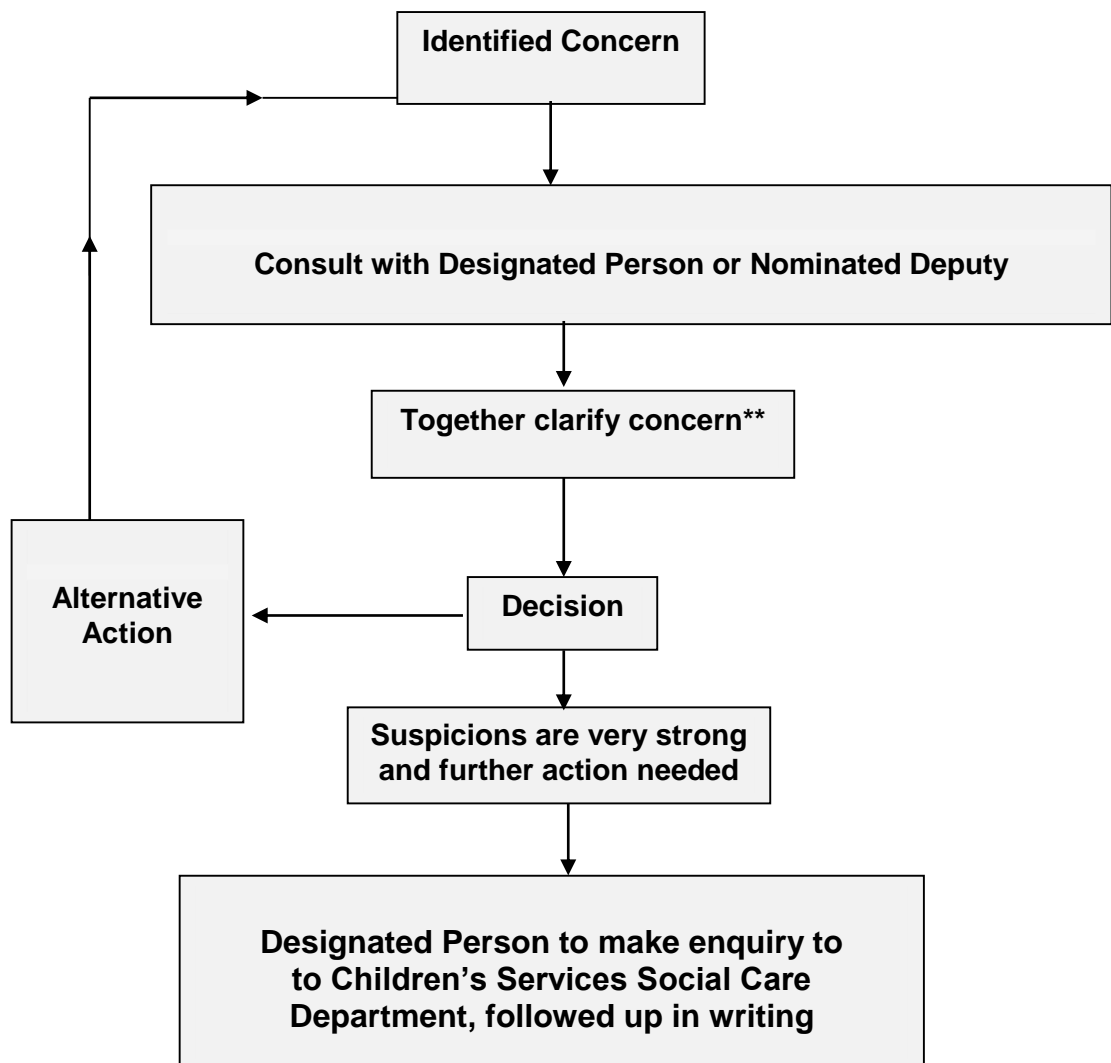 Identified Concern
Consult with Designated Person or Nominated Deputy
Together clarify concern**
Alternative
Action
Decision
Suspicions are very strong
and further action needed
Designated Person to make enquiry to
to Children’s Services Social Care
Department, followed up in writing